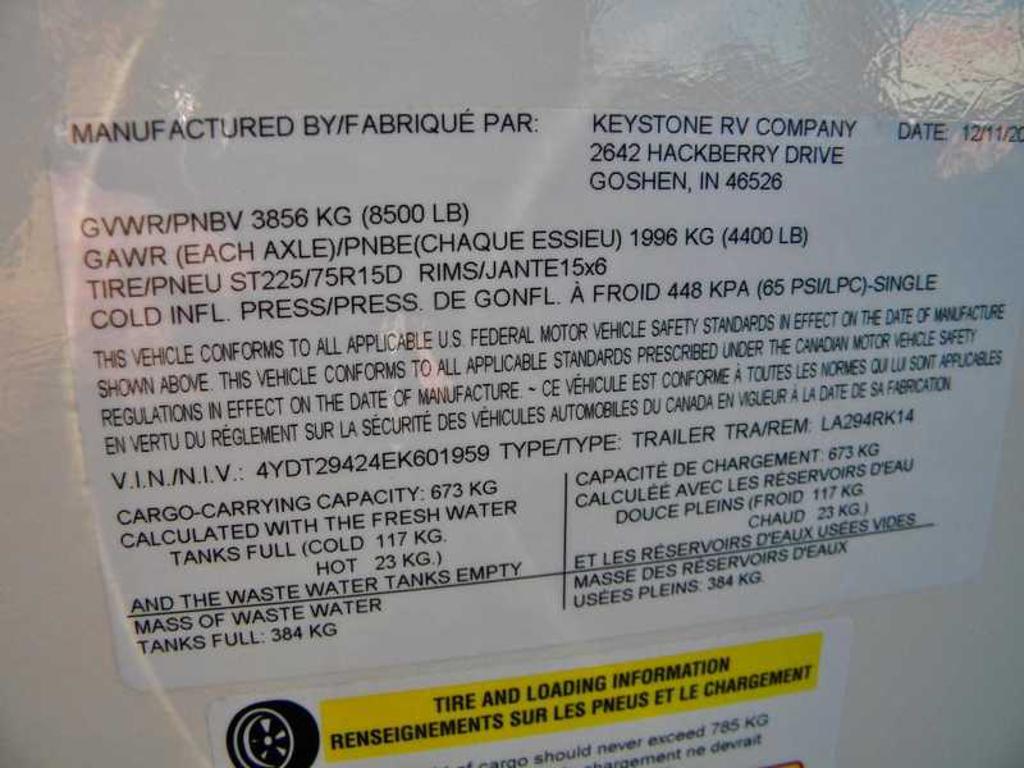 MANUFACTURED BY/FABRIQUÉ PAR: KEYSTONE RV COMPANY DATE: 12/11/20
2642 HACKBERRY DRIVE
GOSHEN, IN 46526
GVWR/PNBV 3856 KG (8500 LB)
GAWR (EACH AXLE)/PNBE(CHAQUE ESSIEU) 1996 KG (4400 LB)
TIRE/PNEU ST225/75R15D RIMS/JANTE15x6
COLD INFL. PRESS/PRESS. DE GONFL. À FROID 448 KPA (65 PSI/LPC)-SINGLE
THIS VEHICLE CONFORMS TO ALL APPLICABLE U.S. FEDERAL MOTOR VEHICLE SAFETY STANDARDS IN EFFECT ON THE DATE OF MANUFACTURE
SHOWN ABOVE. THIS VEHICLE CONFORMS TO ALL APPLICABLE STANDARDS PRESCRIBED UNDER THE CANADIAN MOTOR VEHICLE SAFETY
REGULATIONS IN EFFECT ON THE DATE OF MANUFACTURE. ~ CE VÉHICULE EST CONFORME À TOUTES LES NORMES QUI LUI SONT APPLICABLES
EN VERTU DU RÉGLEMENT SUR LA SÉCURITÉ DES VÉHICULES AUTOMOBILES DU CANADA EN VIGUEUR À LA DATE DE SA FABRICATION
V.I.N./N.I.V.: 4YDT29424EK601959 TYPE/TYPE: TRAILER TRA/REM: LA294RK14
CARGO-CARRYING CAPACITY: 673 KG
CALCULATED WITH THE FRESH WATER
TANKS FULL (COLD 117 KG.
HOT 23 KG.)
AND THE WASTE WATER TANKS EMPTY
MASS OF WASTE WATER
TANKS FULL: 384 KG
CAPACITÉ DE CHARGEMENT: 673 KG
CALCULÉE AVEC LES RÉSERVOIRS D'EAU
DOUCE PLEINS (FROID 117 KG
CHAUD 23 KG.)
ET LES RÉSERVOIRS D'EAUX USÉES VIDES
MASSE DES RÉSERVOIRS D'EAUX
USÉES PLEINS: 384 KG.
TIRE AND LOADING INFORMATION
RENSEIGNEMENTS SUR LES PNEUS ET LE CHARGEMENT
of cargo should never exceed 785 KG
chargement ne devrait